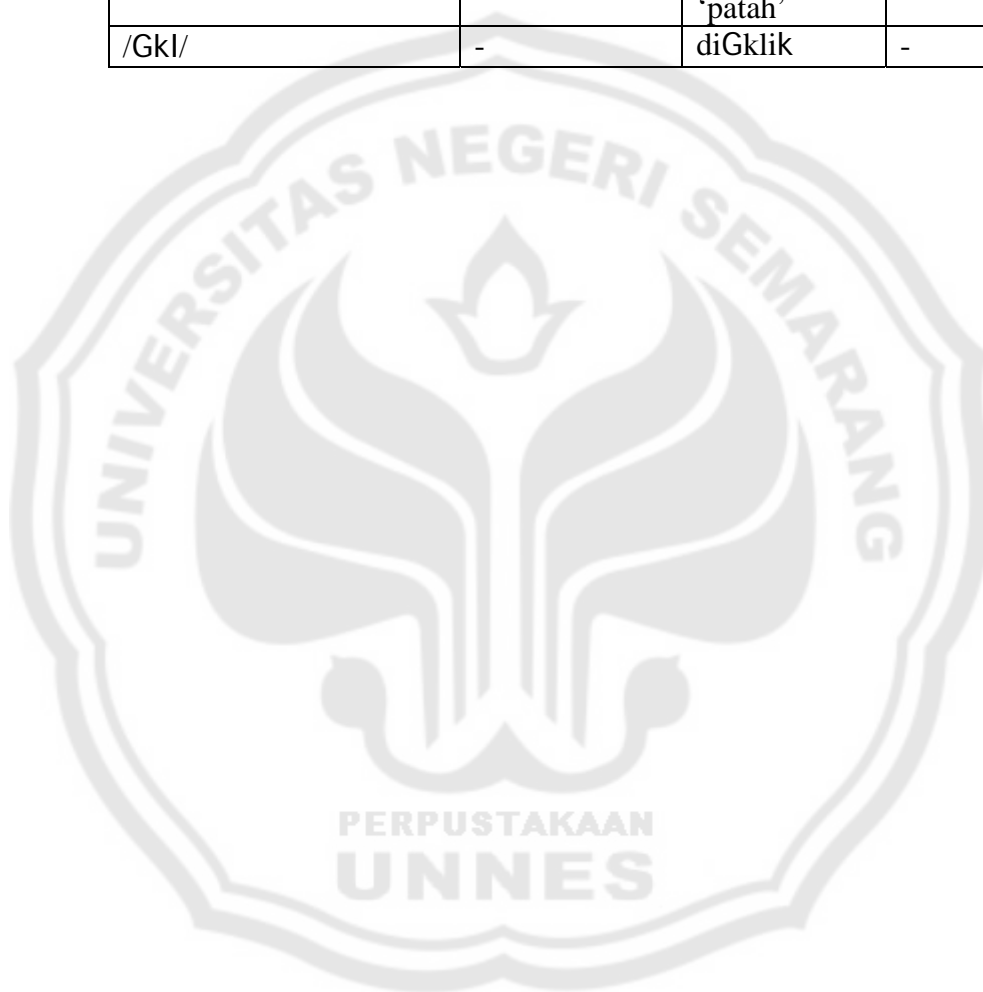 ‘patah’
/Gkl/ - diGklik -
UNIVERSITAS NEGERI SEMARANG
PERPUSTAKAAN
UNNES